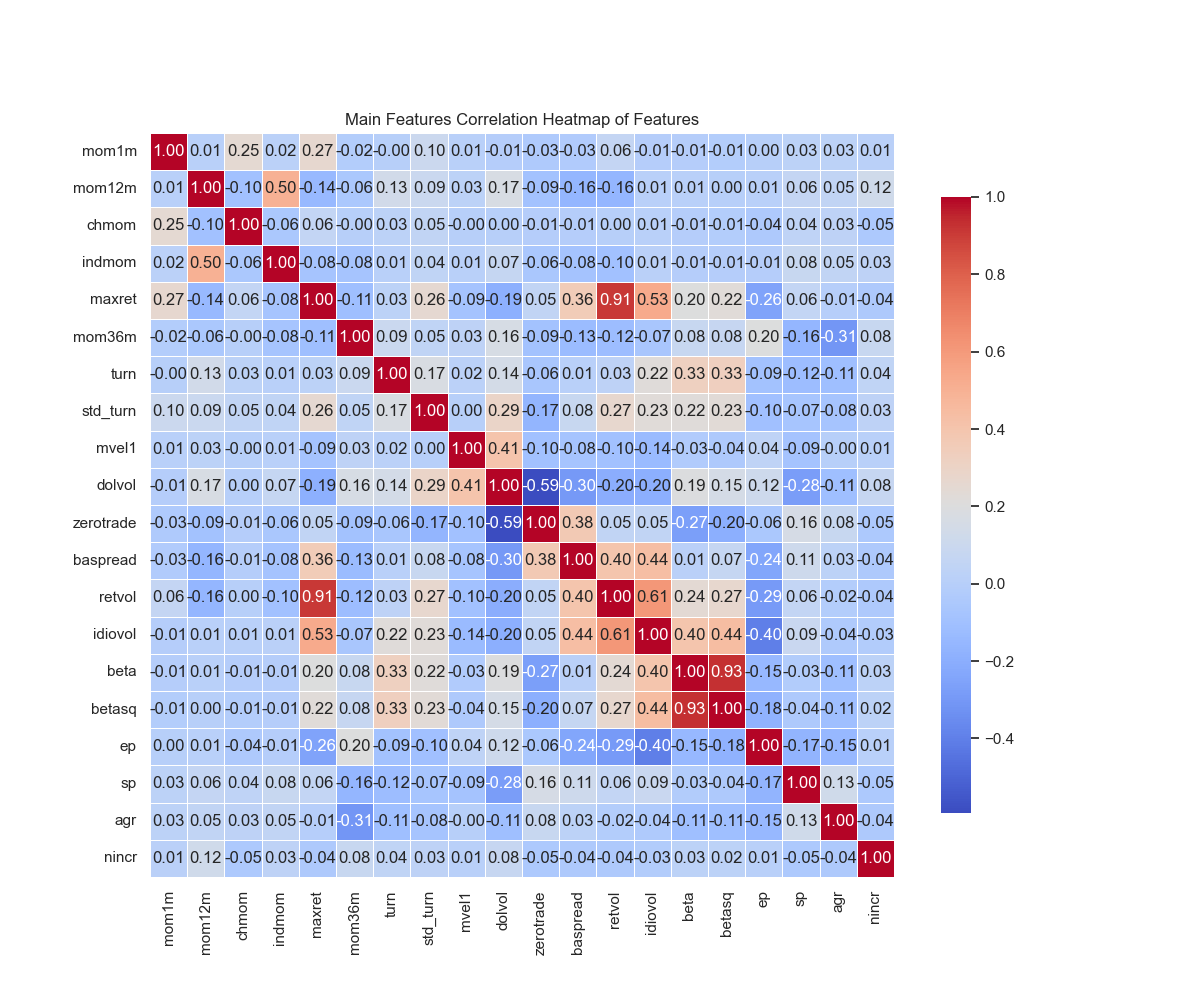 Main Features Correlation Heatmap of Features
mom1m 1.00 0.01 0.25 0.02 0.27 -0.02 -0.00 0.10 0.01 -0.01 -0.03 -0.03 0.06 -0.01 -0.01 -0.01 0.00 0.03 0.03 0.01
mom12m 0.01 1.00 -0.10 0.50 -0.14 -0.06 0.13 0.09 0.03 0.17 -0.09 -0.16 -0.16 0.01 0.01 0.00 0.01 0.06 0.05 0.12
chmom 0.25 -0.10 1.00 -0.06 0.06 -0.00 0.03 0.05 -0.00 0.00 -0.01 -0.01 0.00 0.01 -0.01 -0.01 -0.04 0.04 0.03 -0.05
indmom 0.02 0.50 -0.06 1.00 -0.08 -0.08 0.01 0.04 0.01 0.07 -0.06 -0.08 -0.10 0.01 -0.01 -0.01 -0.01 0.08 0.05 0.03
maxret 0.27 -0.14 0.06 -0.08 1.00 -0.11 0.03 0.26 -0.09 -0.19 0.05 0.36 0.91 0.53 0.20 0.22 -0.26 0.06 -0.01 -0.04
mom36m -0.02 -0.06 -0.00 -0.08 -0.11 1.00 0.09 0.05 0.03 0.16 -0.09 -0.13 -0.12 -0.07 0.08 0.08 0.20 -0.16 -0.31 0.08
turn -0.00 0.13 0.03 0.01 0.03 0.09 1.00 0.17 0.02 0.14 -0.06 0.01 0.03 0.22 0.33 0.33 -0.09 -0.12 -0.11 0.04
std_turn 0.10 0.09 0.05 0.04 0.26 0.05 0.17 1.00 0.00 0.29 -0.17 0.08 0.27 0.23 0.22 0.23 -0.10 -0.07 -0.08 0.03
mvel1 0.01 0.03 -0.00 0.01 -0.09 0.03 0.02 0.00 1.00 0.41 -0.10 -0.08 -0.10 -0.14 -0.03 -0.04 0.04 -0.09 -0.00 0.01
dolvol -0.01 0.17 0.00 0.07 -0.19 0.16 0.14 0.29 0.41 1.00 -0.59 -0.30 -0.20 -0.20 0.19 0.15 0.12 -0.28 -0.11 0.08
zerotrade -0.03 -0.09 -0.01 -0.06 0.05 -0.09 -0.06 -0.17 -0.10 -0.59 1.00 0.38 0.05 0.05 -0.27 -0.20 -0.06 0.16 0.08 -0.05
baspread -0.03 -0.16 -0.01 -0.08 0.36 -0.13 0.01 0.08 -0.08 -0.30 0.38 1.00 0.40 0.44 0.01 0.07 -0.24 0.11 0.03 -0.04
retvol 0.06 -0.16 0.00 -0.10 0.91 -0.12 0.03 0.27 -0.10 -0.20 0.05 0.40 1.00 0.61 0.24 0.27 -0.29 0.06 -0.02 -0.04
idiovol -0.01 0.01 0.01 0.01 0.53 -0.07 0.22 0.23 -0.14 -0.20 0.05 0.44 0.61 1.00 0.40 0.44 -0.40 0.09 -0.04 -0.03
beta -0.01 0.01 -0.01 -0.01 0.20 0.08 0.33 0.22 -0.03 0.19 -0.27 0.01 0.24 0.40 1.00 0.93 -0.15 -0.03 -0.11 0.03
betasq -0.01 0.00 -0.01 -0.01 0.22 0.08 0.33 0.23 -0.04 0.15 -0.20 0.07 0.27 0.44 0.93 1.00 -0.18 -0.04 -0.11 0.02
ep 0.00 0.01 -0.04 -0.01 -0.26 0.20 -0.09 -0.10 0.04 0.12 -0.06 -0.24 -0.29 -0.40 -0.15 -0.18 1.00 -0.17 -0.15 0.01
sp 0.03 0.06 0.04 0.08 0.06 -0.16 -0.12 -0.07 -0.09 -0.28 0.16 0.11 0.06 0.09 -0.03 -0.04 -0.17 1.00 0.13 -0.05
agr 0.03 0.05 0.03 0.05 -0.01 -0.31 -0.11 -0.08 -0.00 -0.11 0.08 0.03 -0.02 -0.04 -0.11 -0.11 -0.15 0.13 1.00 -0.04
nincr 0.01 0.12 -0.05 0.03 -0.04 0.08 0.04 0.03 0.01 0.08 -0.05 -0.04 -0.04 -0.03 0.03 0.02 0.01 -0.05 -0.04 1.00
mom1m mom12m chmom indmom maxret mom36m turn std_turn mvel1 dolvol zerotrade baspread retvol idiovol beta betasq ep sp agr nincr
1.0
0.8
0.6
0.4
0.2
0.0
−0.2
−0.4